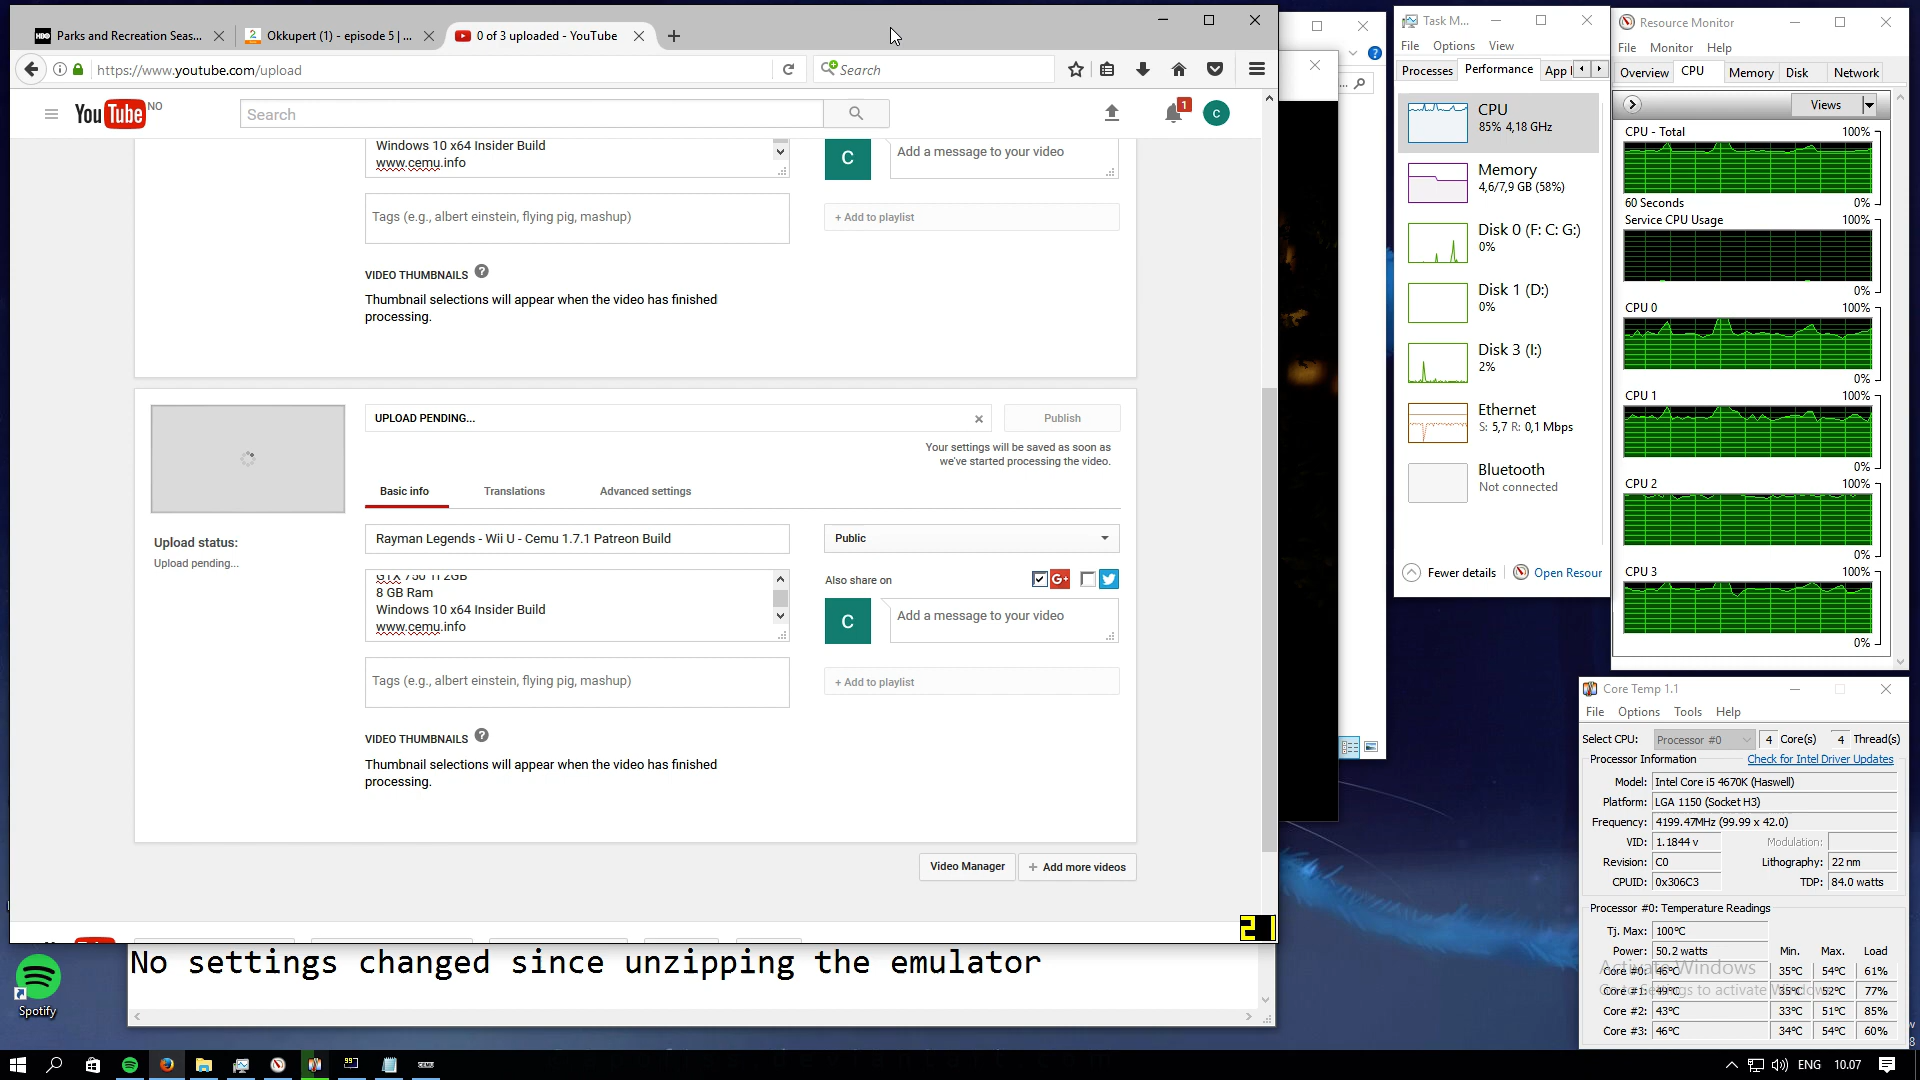 Parks and Recreation Seas...
Okkupert (1) - episode 5 | ...
0 of 3 uploaded - YouTube
https://www.youtube.com/upload
Search
YouTube NO
Search
1
C
Windows 10 x64 Insider Build
www.cemu.info
C
Add a message to your video
Tags (e.g., albert einstein, flying pig, mashup)
+ Add to playlist
VIDEO THUMBNAILS ?
Thumbnail selections will appear when the video has finished
processing.
UPLOAD PENDING...
Publish
Your settings will be saved as soon as
we've started processing the video.
Basic info
Translations
Advanced settings
Upload status:
Upload pending...
Rayman Legends - Wii U - Cemu 1.7.1 Patreon Build
Public
GTX 750 Ti 2GB
8 GB Ram
Windows 10 x64 Insider Build
www.cemu.info
Also share on
G+
C
Add a message to your video
Tags (e.g., albert einstein, flying pig, mashup)
+ Add to playlist
VIDEO THUMBNAILS ?
Thumbnail selections will appear when the video has finished
processing.
Video Manager
+ Add more videos
21
No settings changed since unzipping the emulator
Spotify
Task M...
File Options View
Processes Performance App
CPU
85% 4,18 GHz
Memory
4,6/7,9 GB (58%)
Disk 0 (F: C: G:)
0%
Disk 1 (D:)
0%
Disk 3 (I:)
2%
Ethernet
S: 5,7 R: 0,1 Mbps
Bluetooth
Not connected
Fewer details
Open Resour
Resource Monitor
File Monitor Help
Overview CPU Memory Disk Network
Views
CPU - Total 100%
60 Seconds 0%
Service CPU Usage 100%
0%
CPU 0 100%
0%
CPU 1 100%
0%
CPU 2 100%
0%
CPU 3 100%
0%
Core Temp 1.1
File Options Tools Help
Select CPU: Processor #0 4 Core(s) 4 Thread(s)
Processor Information Check for Intel Driver Updates
Model: Intel Core i5 4670K (Haswell)
Platform: LGA 1150 (Socket H3)
Frequency: 4199.47MHz (99.99 x 42.0)
VID: 1.1844 v Modulation:
Revision: C0 Lithography: 22 nm
CPUID: 0x306C3 TDP: 84.0 watts
Processor #0: Temperature Readings
Tj. Max: 100°C
Power: 50.2 watts Min. Max. Load
Core #0: 46°C 35°C 54°C 61%
Core #1: 49°C 35°C 52°C 77%
Core #2: 43°C 33°C 51°C 85%
Core #3: 46°C 34°C 54°C 60%
Activate Windows
Go to Settings to activate Windows.
ENG 10.07